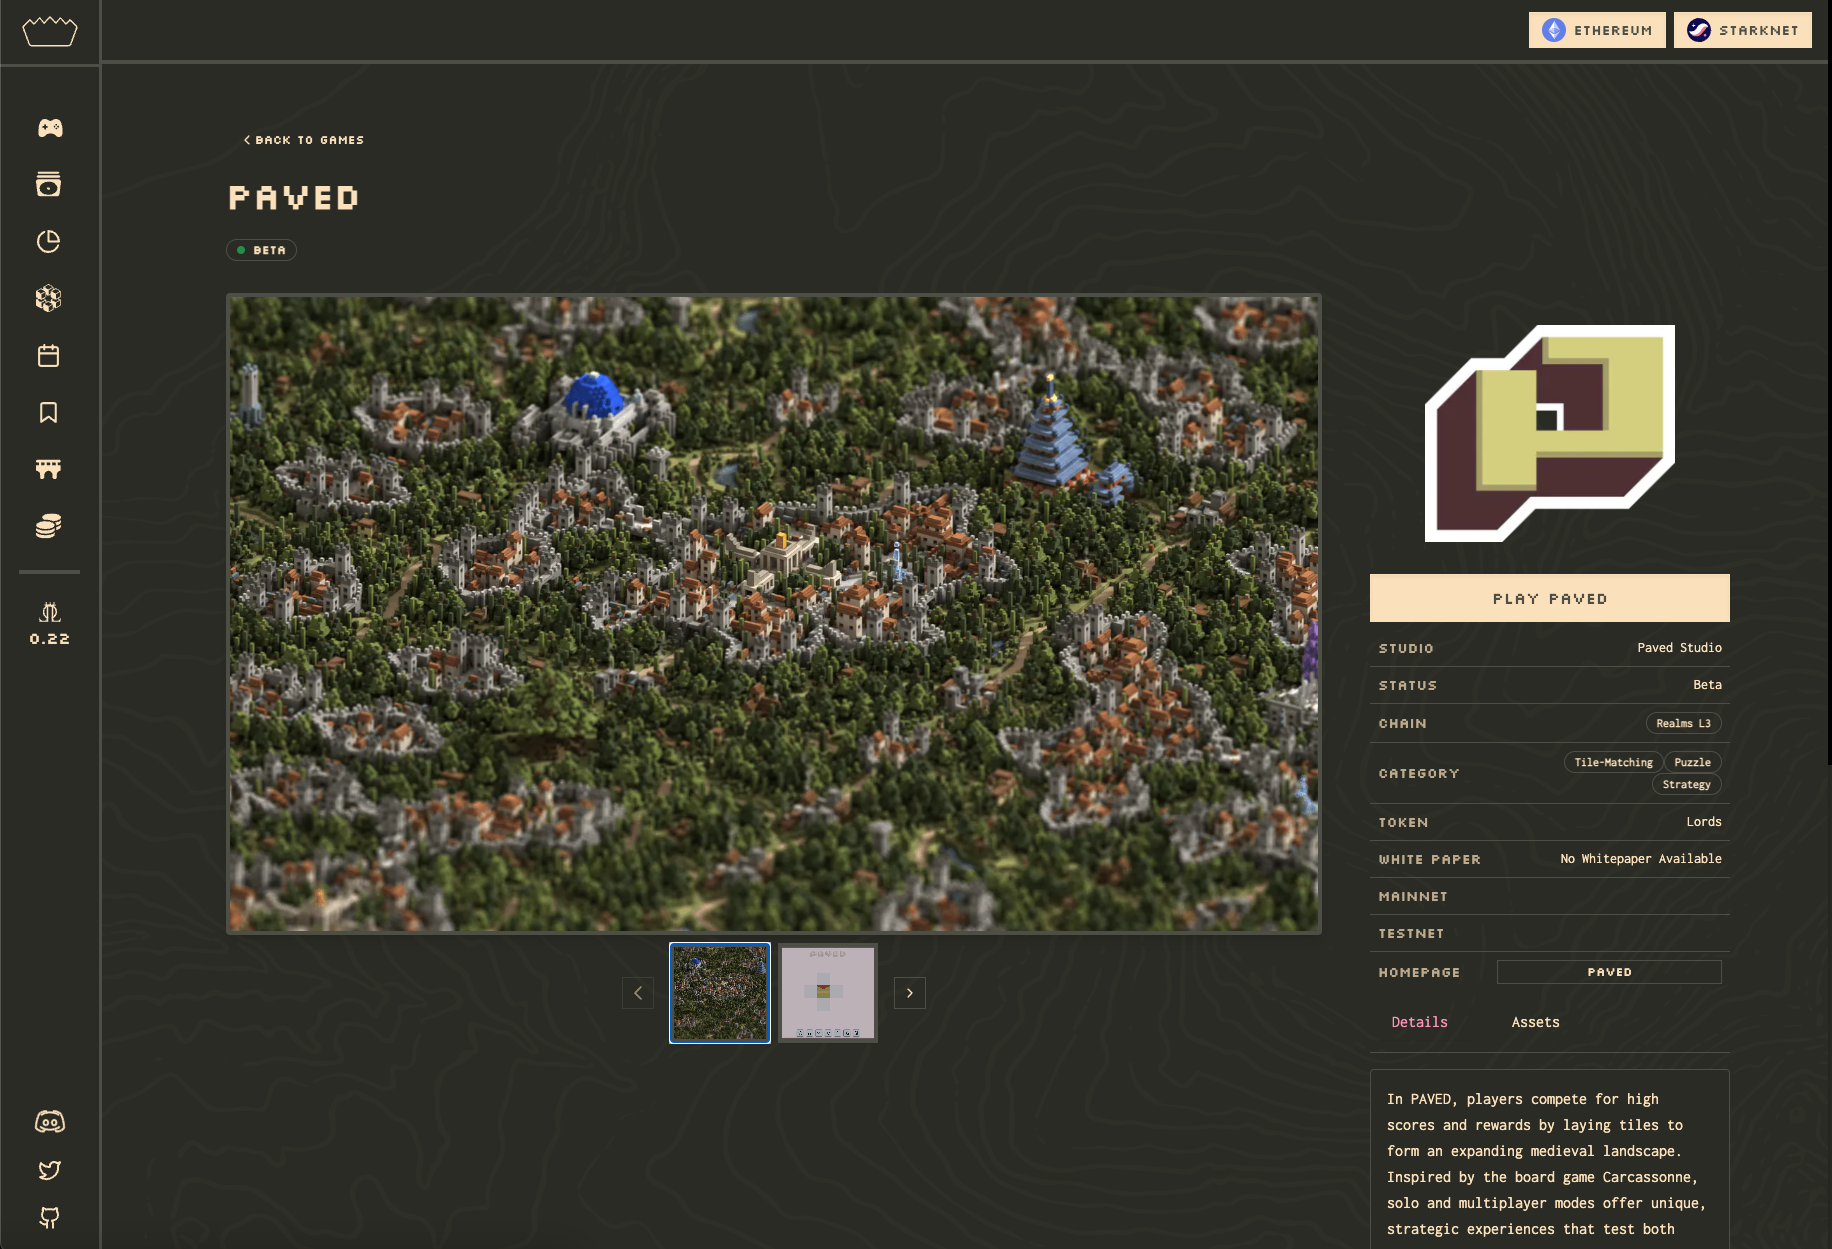 ETHEREUM
STARKNET
BACK TO GAMES
PAVED
BETA
0.22
PLAY PAVED
STUDIO Paved Studio
STATUS Beta
CHAIN Realms L3
CATEGORY Tile-Matching Puzzle
Strategy
TOKEN Lords
WHITE PAPER No Whitepaper Available
MAINNET
TESTNET
HOMEPAGE PAVED
PAVED
Details Assets
In PAVED, players compete for high
scores and rewards by laying tiles to
form an expanding medieval landscape.
Inspired by the board game Carcassonne,
solo and multiplayer modes offer unique,
strategic experiences that test both